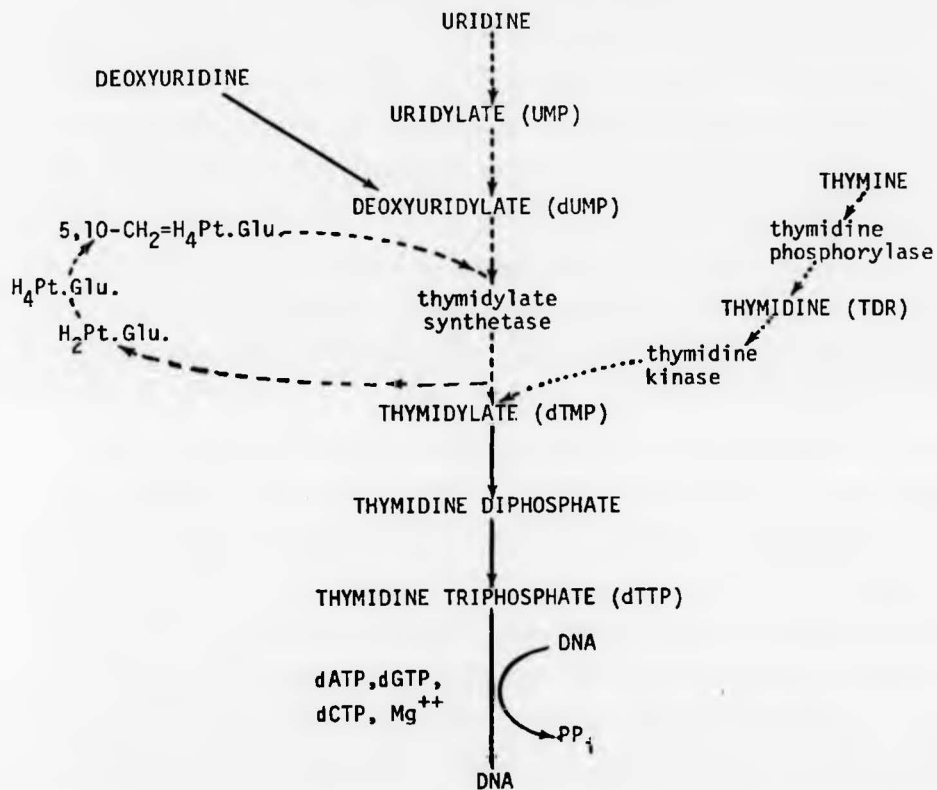 URIDINE
DEOXYURIDINE
URIDYLATE (UMP)
THYMINE
DEOXYURIDYLATE (dUMP)
thymidine
phosphorylase
5,10-CH2=H4Pt.Glu.
H4Pt.Glu.
thymidylate
synthetase
THYMIDINE (TDR)
H2Pt.Glu.
thymidine
kinase
THYMIDYLATE (dTMP)
THYMIDINE DIPHOSPHATE
THYMIDINE TRIPHOSPHATE (dTTP)
DNA
dATP,dGTP,
dCTP, Mg++
PPi
DNA